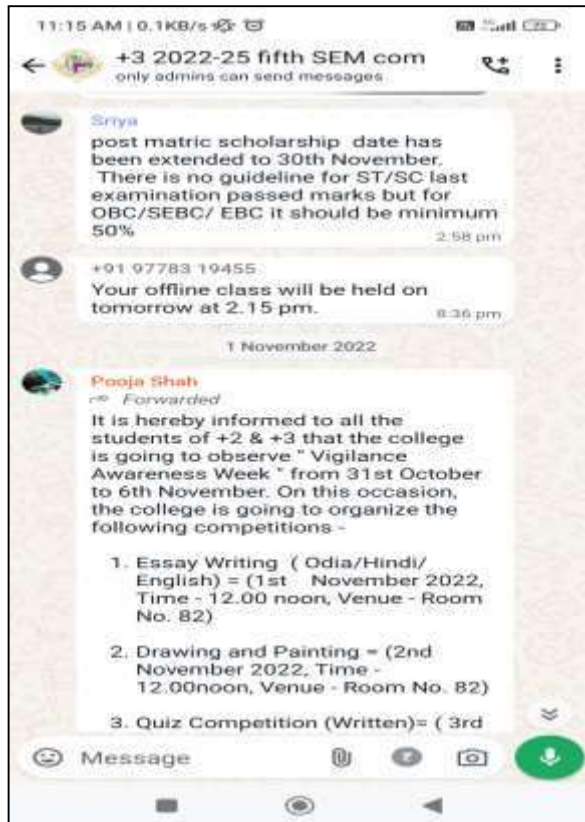 11:15 AM | 0.1KB/s
+3 2022-25 fifth SEM com
only admins can send messages
Sriya
post matric scholarship date has
been extended to 30th November.
There is no guideline for ST/SC last
examination passed marks but for
OBC/SEBC/ EBC it should be minimum
50%
2:58 pm
+91 97783 19455
Your offline class will be held on
tomorrow at 2.15 pm.
8:36 pm
1 November 2022
Pooja Shah
Forwarded
It is hereby informed to all the
students of +2 & +3 that the college
is going to observe " Vigilance
Awareness Week " from 31st October
to 6th November. On this occasion,
the college is going to organize the
following competitions -
1. Essay Writing ( Odia/Hindi/
English) = (1st November 2022,
Time - 12.00 noon, Venue - Room
No. 82)
2. Drawing and Painting = (2nd
November 2022, Time -
12.00noon, Venue - Room No. 82)
3. Quiz Competition (Written)= ( 3rd
Message